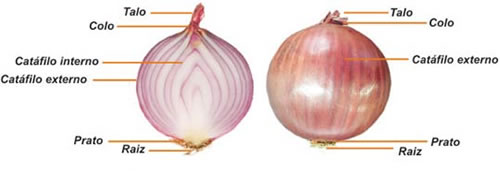 Talo
Colo
Catáfilo interno
Catáfilo externo
Prato
Raiz
Talo
Colo
Catáfilo externo
Prato
Raiz